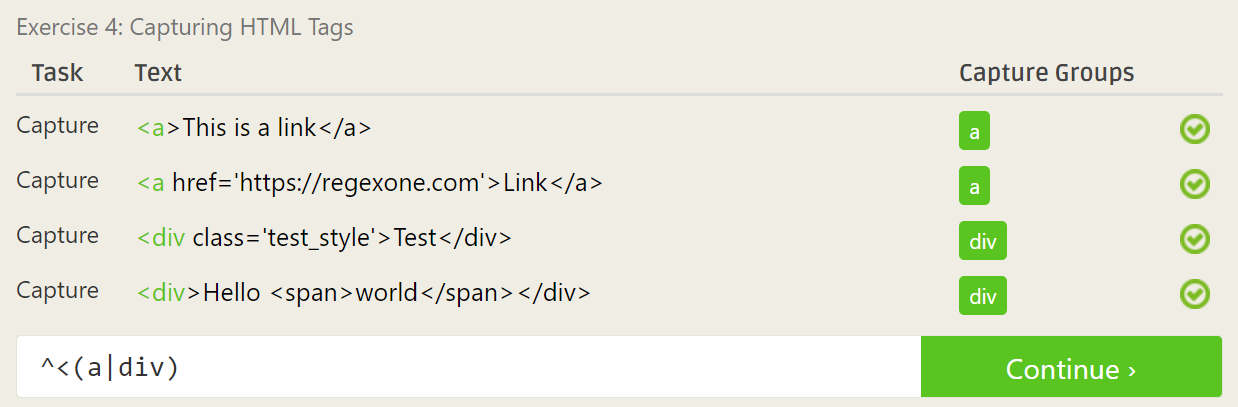 Exercise 4: Capturing HTML Tags
Task Text Capture Groups
Capture <a>This is a link</a> a
Capture <a href='https://regexone.com'>Link</a> a
Capture <div class='test_style'>Test</div> div
Capture <div>Hello <span>world</span></div> div
^<(a|div) Continue ›